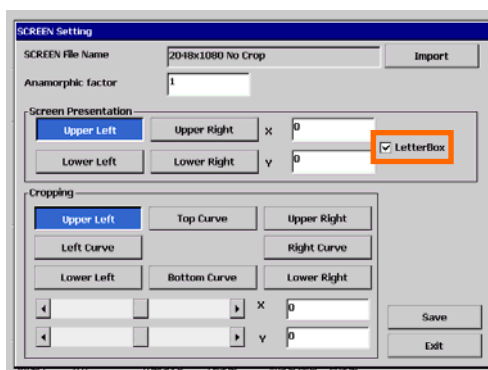 SCREEN Setting
SCREEN File Name 2048x1080 No Crop Import
Anamorphic factor 1
Screen Presentation
Upper Left Upper Right X 0
LetterBox
Lower Left Lower Right Y 0
Cropping
Upper Left Top Curve Upper Right
Left Curve Right Curve
Lower Left Bottom Curve Lower Right
X 0
Save
Y 0
Exit